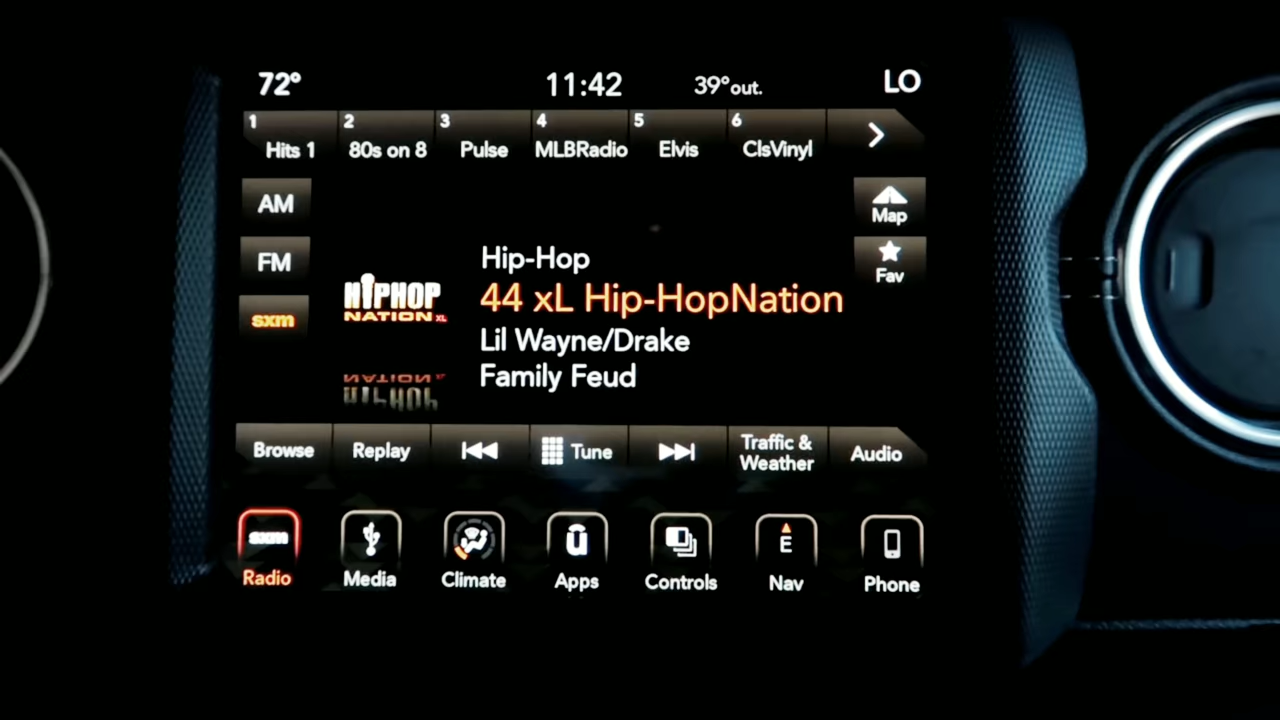 72° 11:42 39°out. LO
1 2 3 4 5 6
Hits 1 80s on 8 Pulse MLBRadio Elvis ClsVinyl
AM
Map
FM
Fav
sxm
HIPHOP
NATION XL
Hip-Hop
44 xL Hip-HopNation
Lil Wayne/Drake
Family Feud
Browse Replay Tune Traffic &
Weather Audio
sxm û E
Radio Media Climate Apps Controls Nav Phone